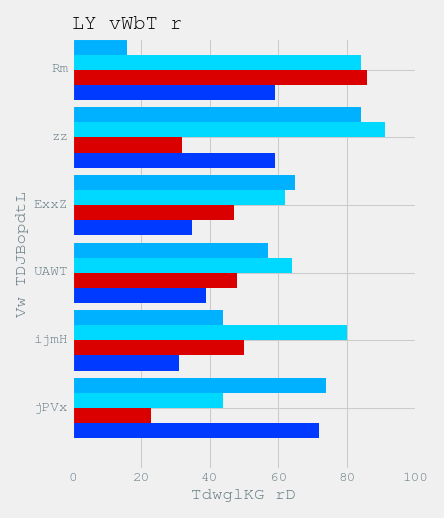 LY vWbT r
Rm
zz
ExxZ
UAWT
ijmH
jPVx
Vw TDJBopdtL
0 20 40 60 80 100
TdwglKG rD